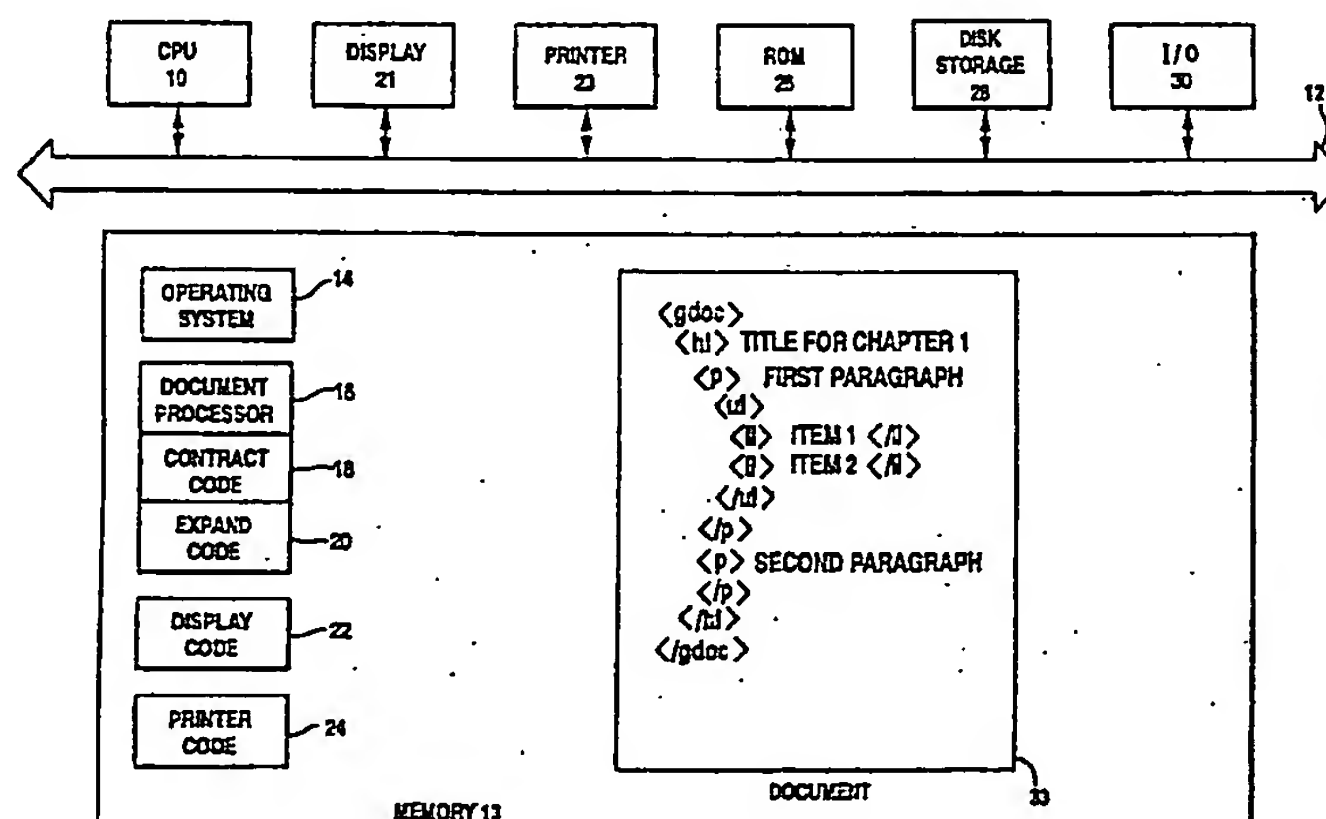 CPU
10
DISPLAY
21
PRINTER
23
ROM
DISK
STORAGE
I/O
30
12
OPERATING
SYSTEM
14
DOCUMENT
PROCESSOR
16
CONTRACT
CODE
18
EXPAND
CODE
20
DISPLAY
CODE
22
PRINTER
CODE
24
<gdoc>
<h1> TITLE FOR CHAPTER 1
<p> FIRST PARAGRAPH
<ul>
ITEM 1
ITEM 2
</ul>
</p>
<p> SECOND PARAGRAPH
</p>
</h1>
</gdoc>
DOCUMENT
33
MEMORY 13